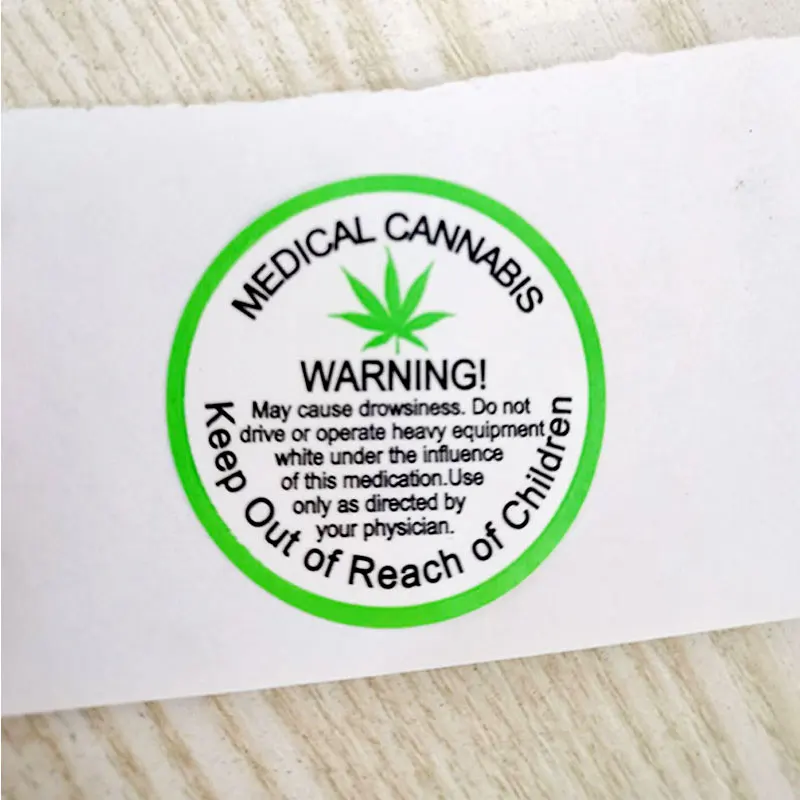 MEDICAL CANNABIS
WARNING!
May cause drowsiness. Do not
drive or operate heavy equipment
white under the influence
of this medication.Use
only as directed by
your physician.
Keep Out of Reach of Children